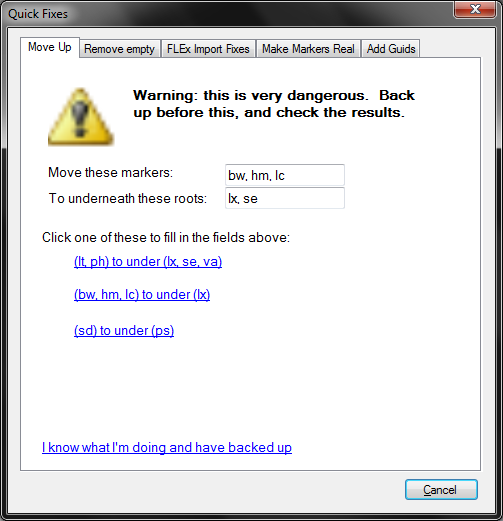 Quick Fixes
Move Up Remove empty FLEx Import Fixes Make Markers Real Add Guids
Warning: this is very dangerous. Back
up before this, and check the results.
Move these markers: bw, hm, lc
To underneath these roots: lx, se
Click one of these to fill in the fields above:
(lt, ph) to under (lx, se, va)
(bw, hm, lc) to under (lx)
(sd) to under (ps)
I know what I'm doing and have backed up
Cancel